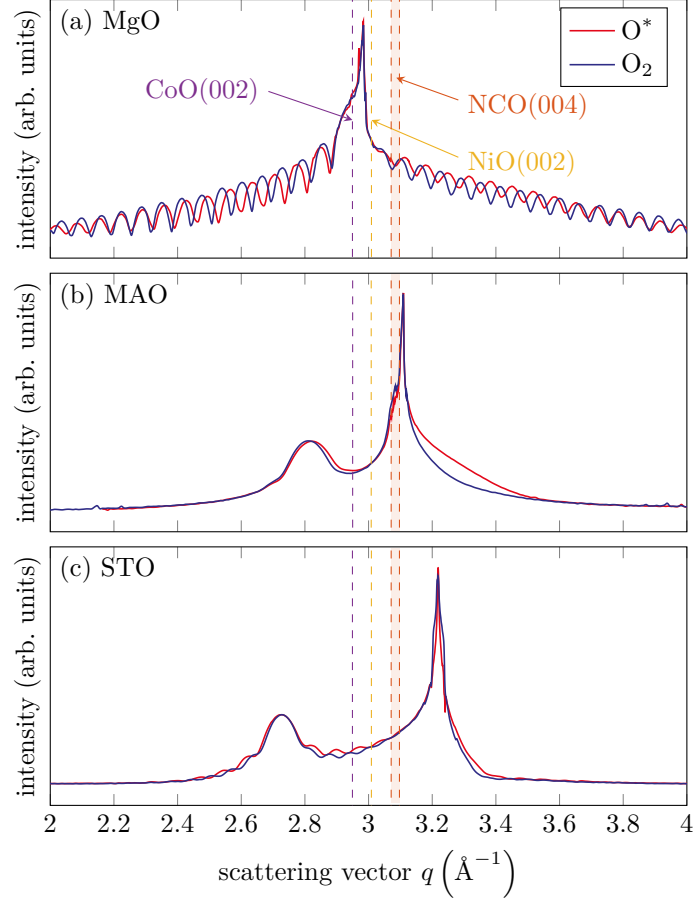 (a) MgO
O*
O₂
CoO(002)
NCO(004)
NiO(002)
intensity (arb. units)
(b) MAO
intensity (arb. units)
(c) STO
intensity (arb. units)
2 2.2 2.4 2.6 2.8 3 3.2 3.4 3.6 3.8 4
scattering vector q (Å⁻¹)